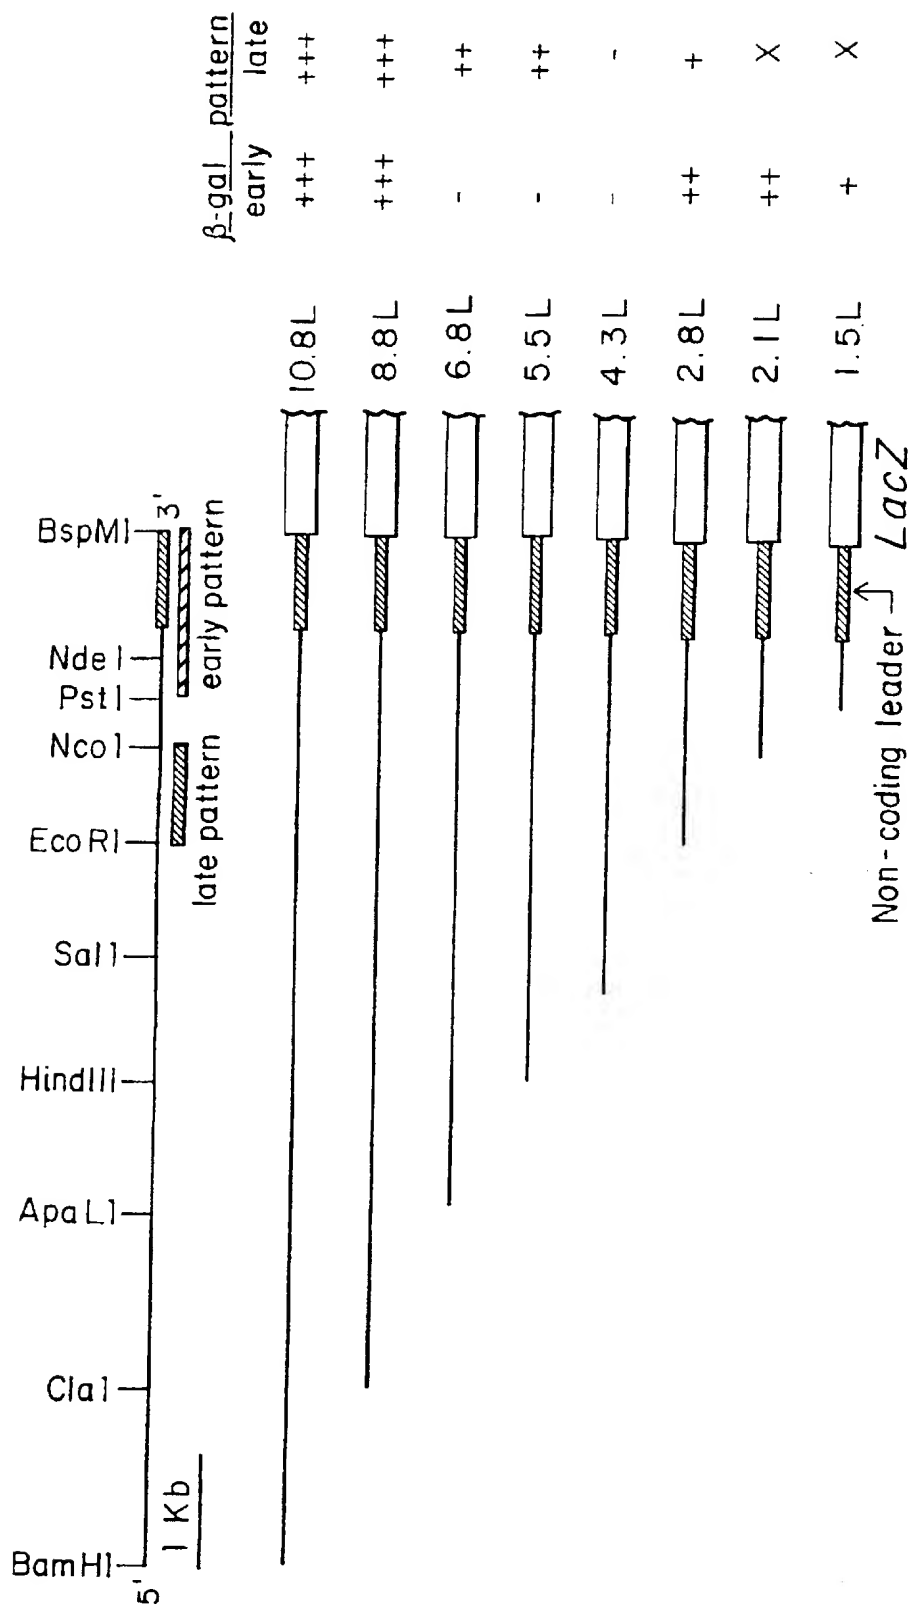 β-gal pattern
early late
BamHI ClaI ApaLI HindIII SalI EcoRI NcoI PstI NdeI BspMI
5' 3'
1 Kb
late pattern early pattern
10.8L +++ +++
8.8L +++ +++
6.8L - ++
5.5L - ++
4.3L - -
2.8L ++ +
2.1L ++ X
1.5L + X
Non-coding leader LacZ